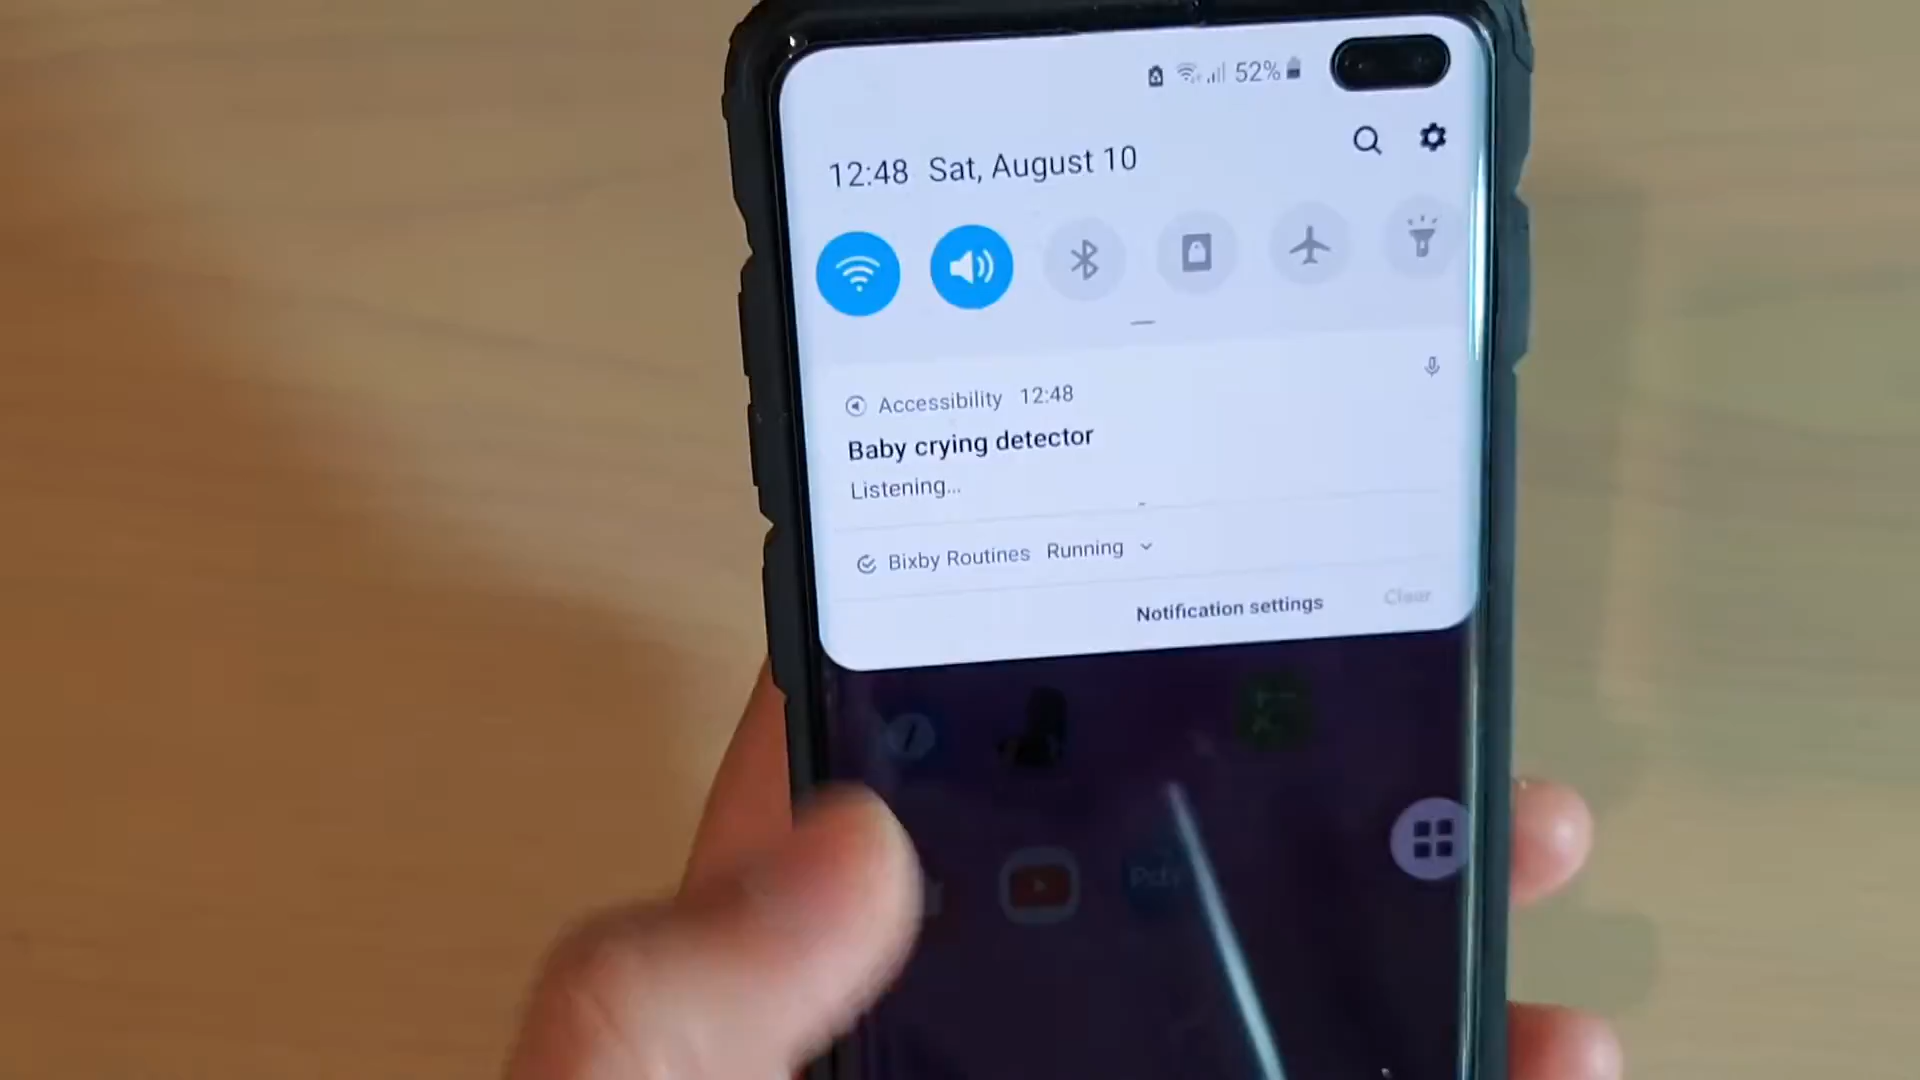 52%
12:48 Sat, August 10
Accessibility 12:48
Baby crying detector
Listening...
Bixby Routines Running
Notification settings Clear